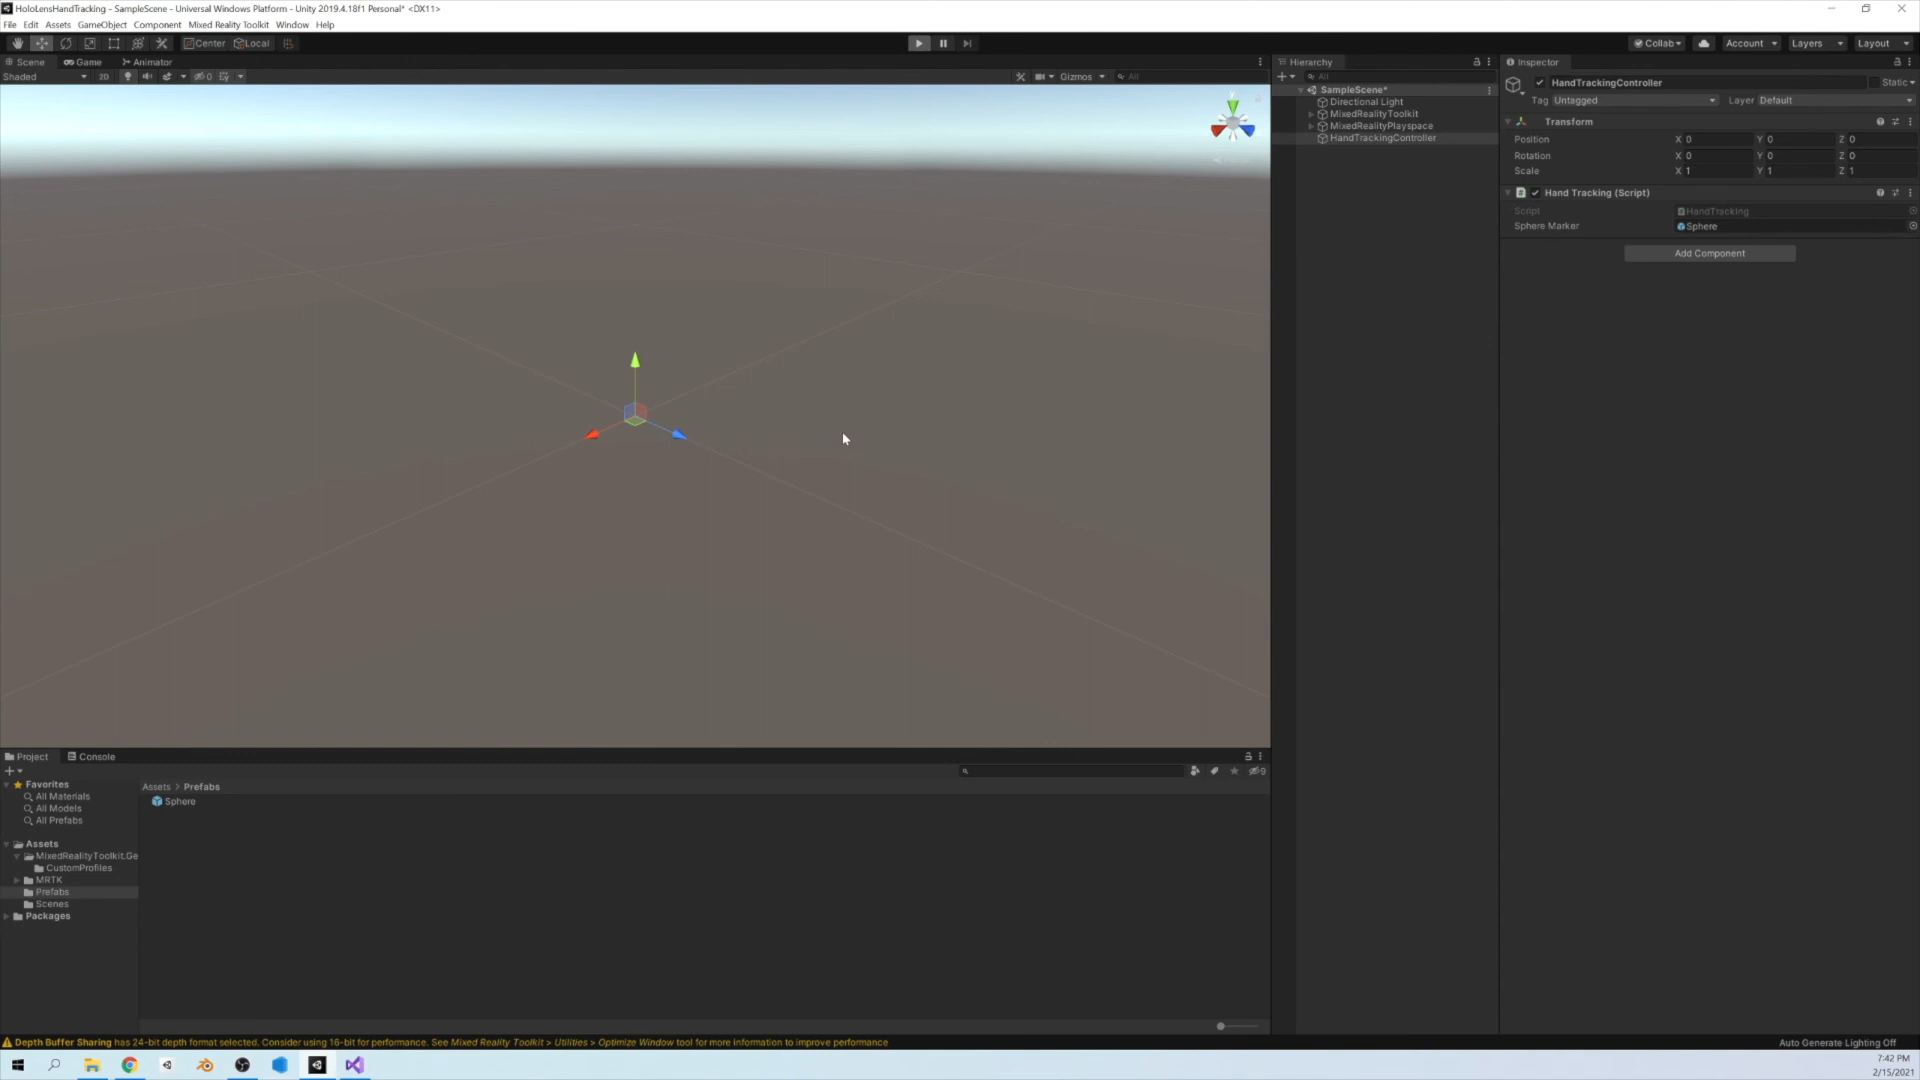 HoloLensHandTracking - SampleScene - Universal Windows Platform - Unity 2019.4.18f1 Personal* <DX11>
File Edit Assets GameObject Component Mixed Reality Toolkit Window Help
Center Local Collab Account Layers Layout
Scene Game Animator
Shaded 2D 0 Gizmos All
Hierarchy
All
SampleScene*
Directional Light
MixedRealityToolkit
MixedRealityPlayspace
HandTrackingController
Inspector
HandTrackingController Static
Tag Untagged Layer Default
Transform
Position X 0 Y 0 Z 0
Rotation X 0 Y 0 Z 0
Scale X 1 Y 1 Z 1
Hand Tracking (Script)
Script HandTracking
Sphere Marker Sphere
Add Component
Project Console
9
Favorites
All Materials
All Models
All Prefabs
Assets
MixedRealityToolkit.Ge
CustomProfiles
MRTK
Prefabs
Scenes
Packages
Assets > Prefabs
Sphere
Depth Buffer Sharing has 24-bit depth format selected. Consider using 16-bit for performance. See Mixed Reality Toolkit > Utilities > Optimize Window tool for more information to improve performance
Auto Generate Lighting Off
7:42 PM
2/15/2021